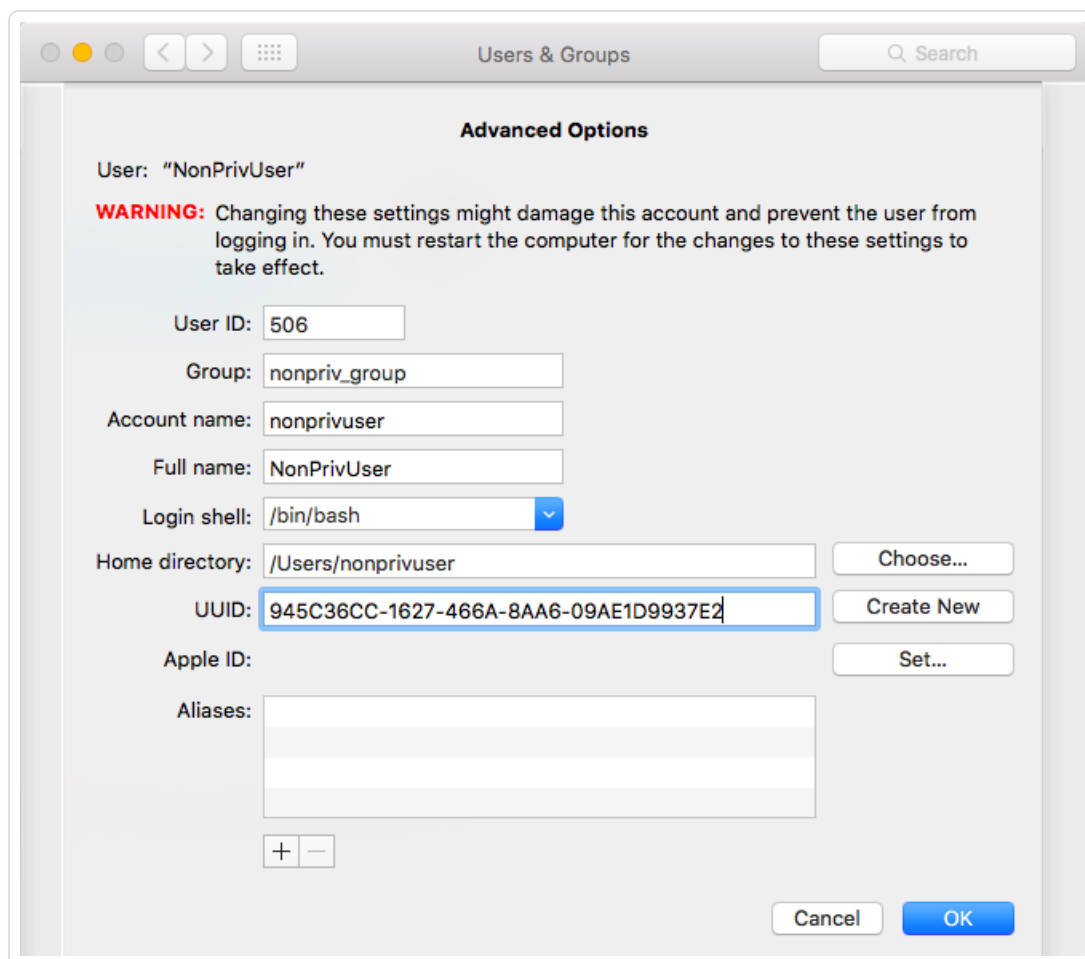 Users & Groups
Search
Advanced Options
User: “NonPrivUser”
WARNING: Changing these settings might damage this account and prevent the user from
logging in. You must restart the computer for the changes to these settings to
take effect.
User ID: 506
Group: nonpriv_group
Account name: nonprivuser
Full name: NonPrivUser
Login shell: /bin/bash
Home directory: /Users/nonprivuser Choose...
UUID: 945C36CC-1627-466A-8AA6-09AE1D9937E2 Create New
Apple ID: Set...
Aliases:
+ −
Cancel OK